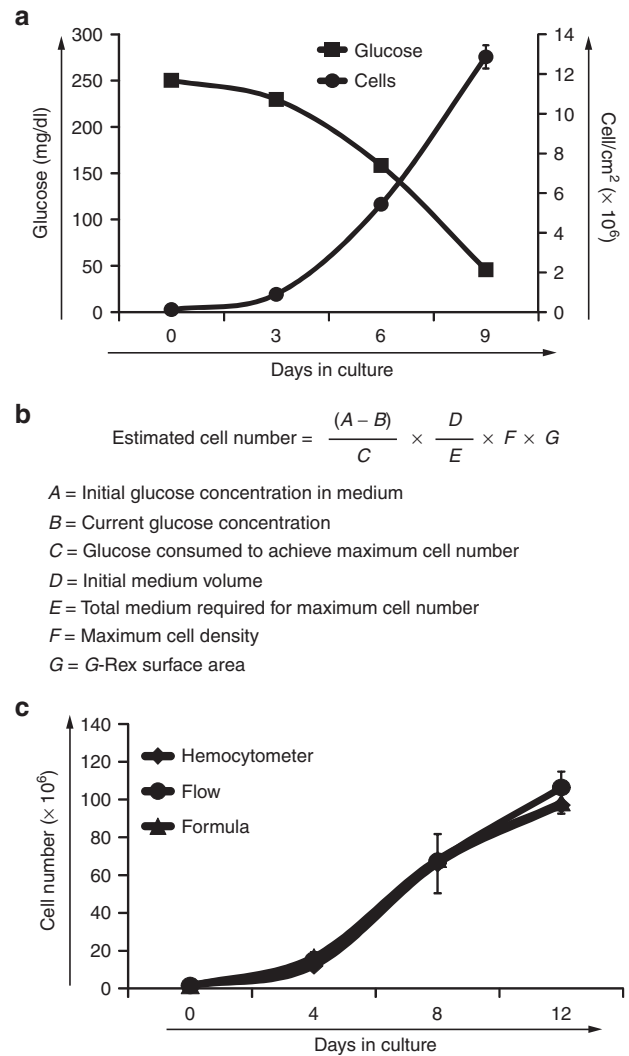 a
300
250
200
150
100
50
0
Glucose (mg/dl)
Glucose
Cells
14
12
10
8
6
4
2
0
Cell/cm² (× 10⁶)
0 3 6 9
Days in culture
b
Estimated cell number = (A – B) / C × D / E × F × G
A = Initial glucose concentration in medium
B = Current glucose concentration
C = Glucose consumed to achieve maximum cell number
D = Initial medium volume
E = Total medium required for maximum cell number
F = Maximum cell density
G = G-Rex surface area
c
140
120
100
80
60
40
20
0
Cell number (× 10⁶)
Hemocytometer
Flow
Formula
0 4 8 12
Days in culture